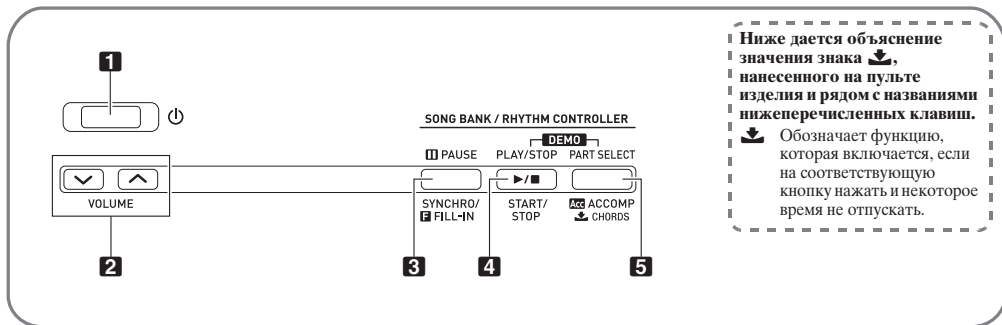 1
SONG BANK / RHYTHM CONTROLLER
DEMO
PAUSE PLAY/STOP PART SELECT
VOLUME
SYNCHRO/ START/ Acc ACCOMP
F FILL-IN STOP CHORDS
2 3 4 5
Ниже дается объяснение
значения знака ,
нанесенного на пульте
изделия и рядом с названиями
нижеперечисленных клавиш.
Обозначает функцию,
которая включается, если
на соответствующую
кнопку нажать и некоторое
время не отпускать.